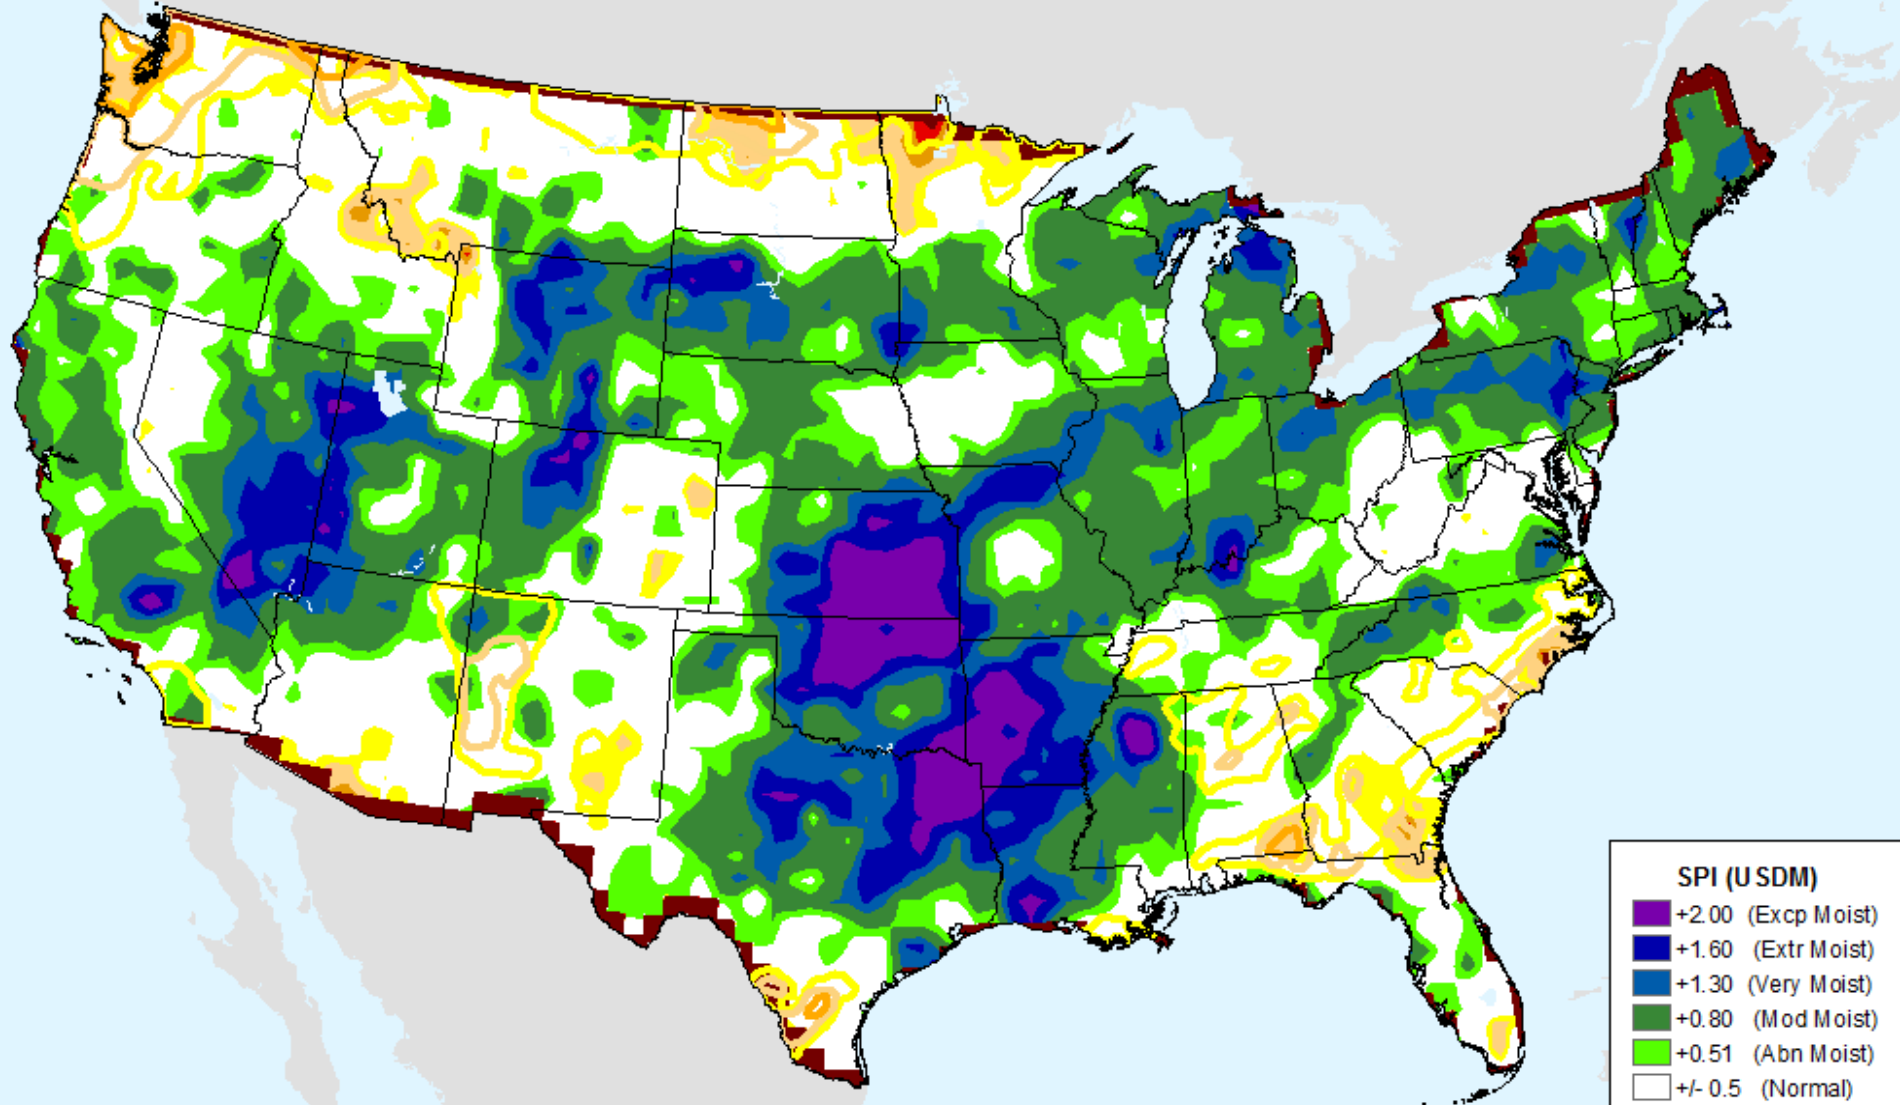 SPI (USDM)
+2.00 (Excp Moist)
+1.60 (Extr Moist)
+1.30 (Very Moist)
+0.80 (Mod Moist)
+0.51 (Abn Moist)
+/- 0.5 (Normal)